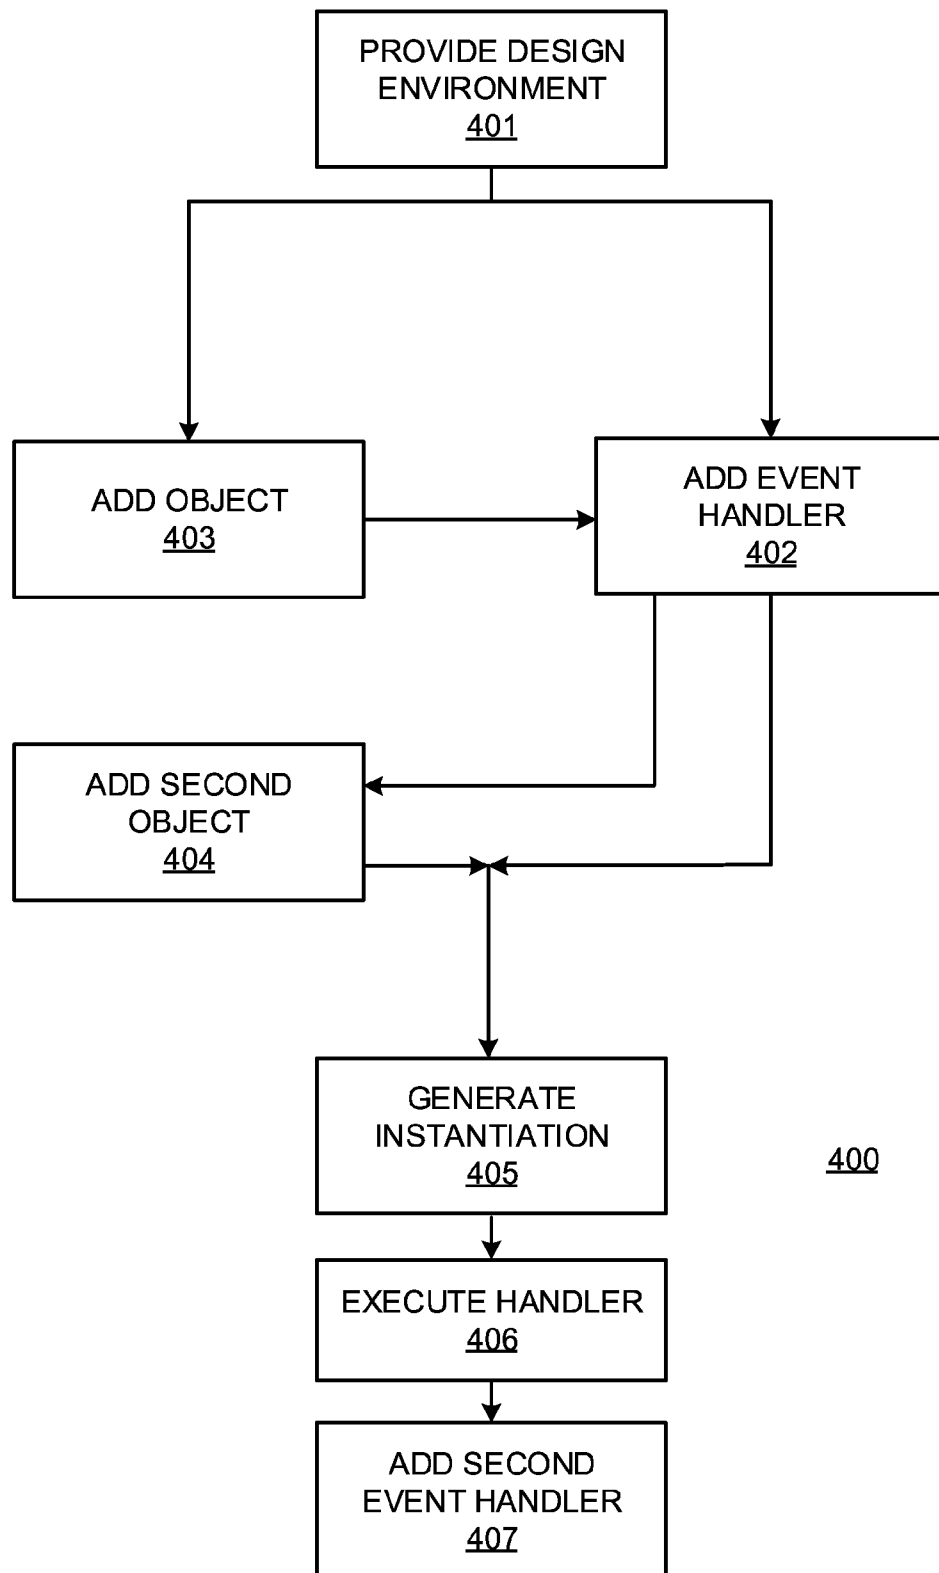 PROVIDE DESIGN
ENVIRONMENT
401
ADD OBJECT
403
ADD EVENT
HANDLER
402
ADD SECOND
OBJECT
404
GENERATE
INSTANTIATION
405
400
EXECUTE HANDLER
406
ADD SECOND
EVENT HANDLER
407